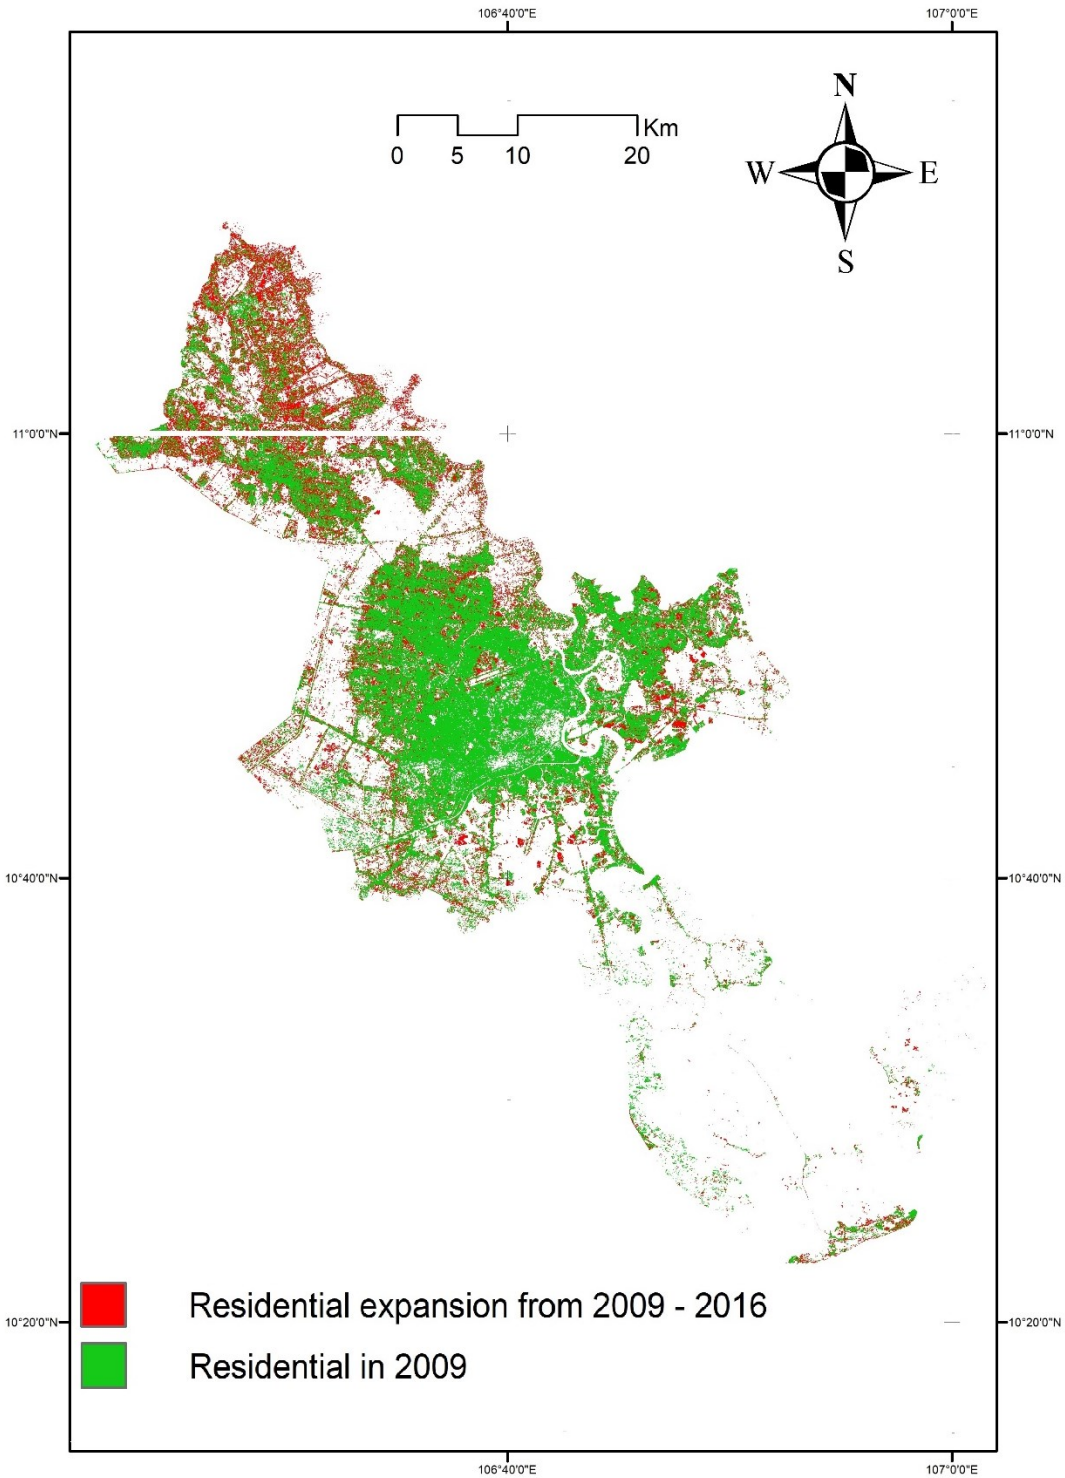 106°40'0"E 107°0'0"E
N
Km
0 5 10 20
W E
S
11°0'0"N 11°0'0"N
10°40'0"N 10°40'0"N
Residential expansion from 2009 - 2016
10°20'0"N 10°20'0"N
Residential in 2009
106°40'0"E 107°0'0"E